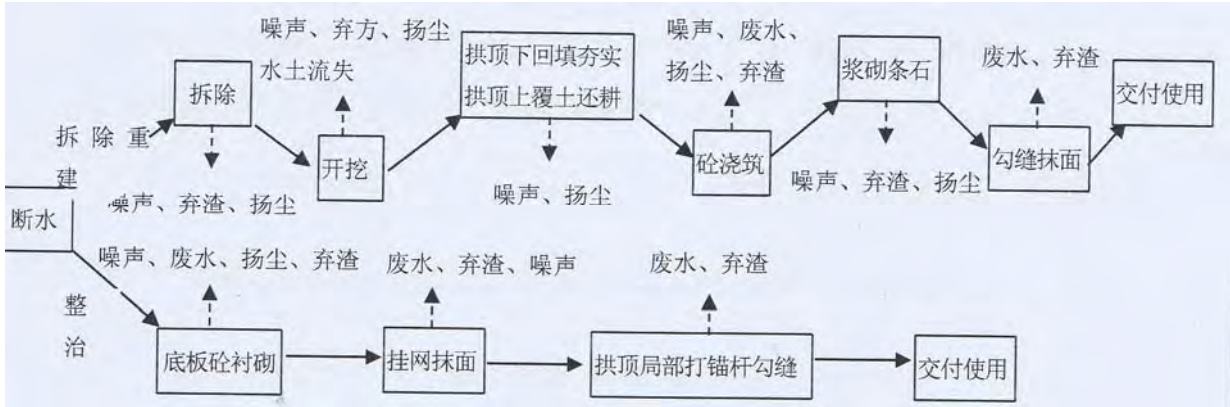 噪声、弃方、扬尘
水土流失
拆除
拱顶下回填夯实
拱顶上覆土还耕
噪声、废水、
扬尘、弃渣
浆砌条石
废水、弃渣
交付使用
拆除重
建
开挖
砼浇筑
勾缝抹面
噪声、弃渣、扬尘
噪声、扬尘
噪声、弃渣、扬尘
断水
噪声、废水、扬尘、弃渣
废水、弃渣、噪声
废水、弃渣
整
治
底板砼衬砌
挂网抹面
拱顶局部打锚杆勾缝
交付使用